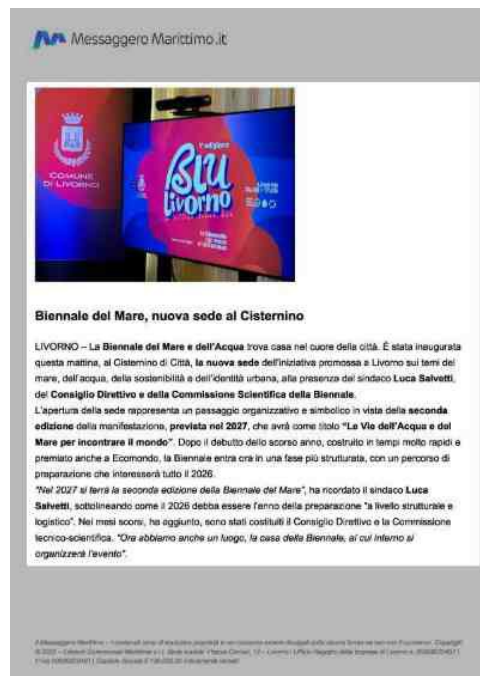 Messaggero Marittimo.it
COMUNE
DI LIVORNO
1ª edizione
Blu
Livorno
Biennale del Mare, nuova sede al Cisternino
LIVORNO – La Biennale del Mare e dell'Acqua trova casa nel cuore della città. È stata inaugurata
questa mattina, al Cisternino di Città, la nuova sede dell'iniziativa promossa a Livorno sui temi del
mare, dell'acqua, della sostenibilità e dell'identità urbana, alla presenza del sindaco Luca Salvetti,
del Consiglio Direttivo e della Commissione Scientifica della Biennale.
L'apertura della sede rappresenta un passaggio organizzativo e simbolico in vista della seconda
edizione della manifestazione, prevista nel 2027, che avrà come titolo “Le Vie dell'Acqua e del
Mare per incontrare il mondo”. Dopo il debutto dello scorso anno, costruito in tempi molto rapidi e
premiato anche a Ecomondo, la Biennale entra ora in una fase più strutturata, con un percorso di
preparazione che interesserà tutto il 2026.
“Nel 2027 si terrà la seconda edizione della Biennale del Mare”, ha ricordato il sindaco Luca
Salvetti, sottolineando come il 2026 debba essere l'anno della preparazione “a livello strutturale e
logistico”. Nei mesi scorsi, ha aggiunto, sono stati costituiti il Consiglio Direttivo e la Commissione
tecnico-scientifica. “Ora abbiamo anche un luogo, la casa della Biennale, al cui interno si
organizzerà l'evento”.